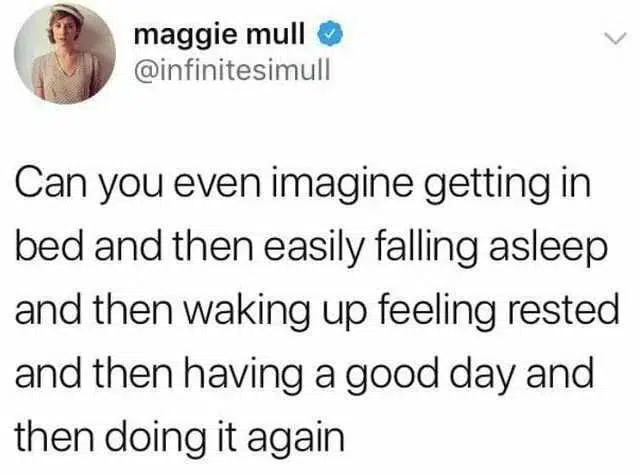 maggie mull
@infinitesimull
Can you even imagine getting in
bed and then easily falling asleep
and then waking up feeling rested
and then having a good day and
then doing it again